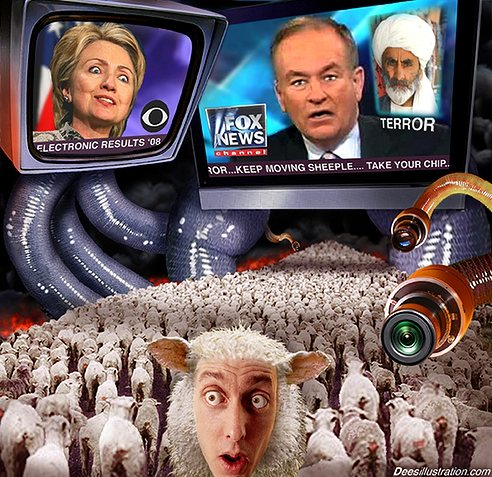 ELECTRONIC RESULTS '08
FOX
NEWS
channel
TERROR
ROR...KEEP MOVING SHEEPLE.... TAKE YOUR CHIP..
Deesillustration.com